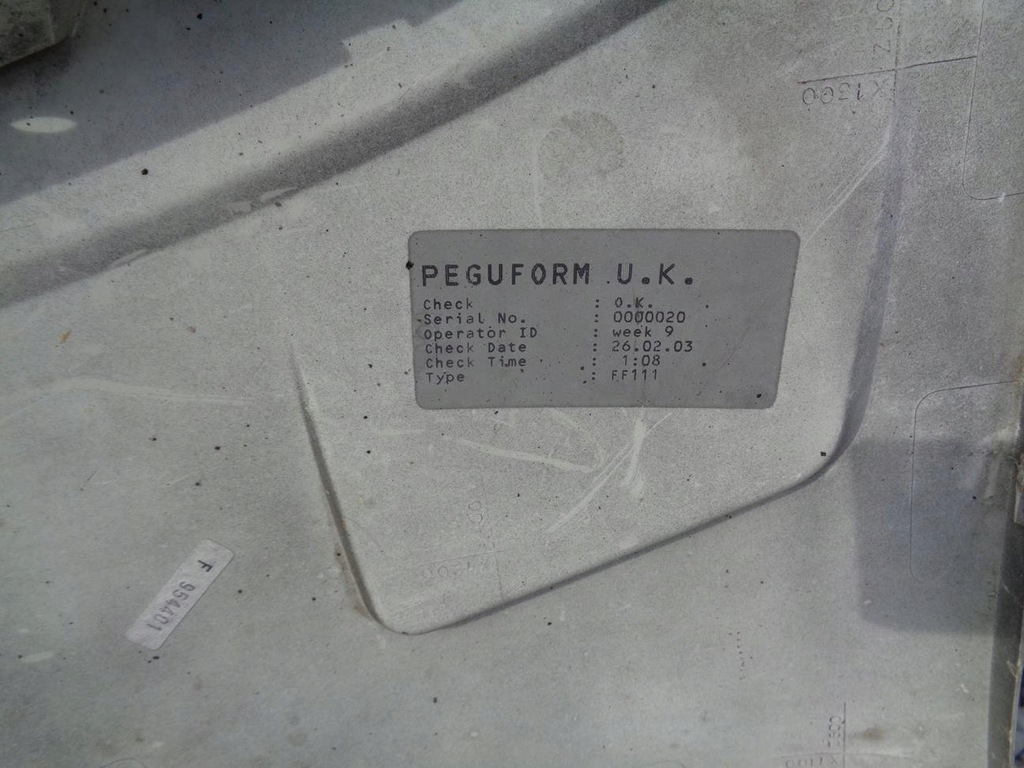 PEGUFORM U.K.
Check : O.K.
Serial No. : 0000020
Operator ID : week 9
Check Date : 26.02.03
Check Time : 1:08
Type : FF111
F 954401
X1300